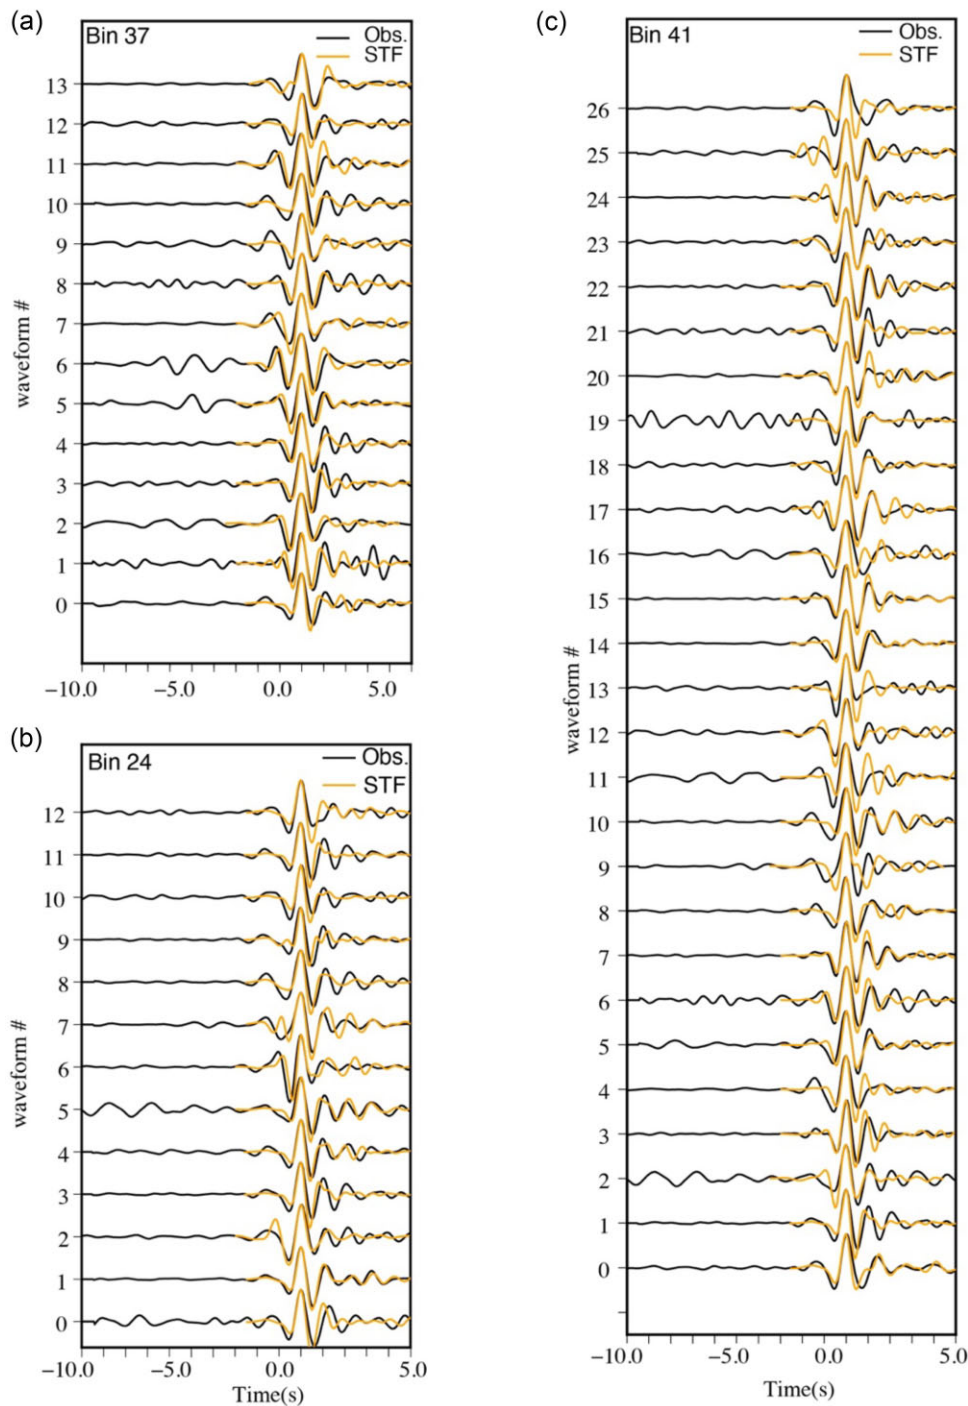 (a)
Bin 37
Obs.
STF
13
12
11
10
9
8
7
6
5
4
3
2
1
0
waveform #
−10.0 −5.0 0.0 5.0
(b)
Bin 24
Obs.
STF
12
11
10
9
8
7
6
5
4
3
2
1
0
waveform #
−10.0 −5.0 0.0 5.0
Time(s)
(c)
Bin 41
Obs.
STF
26
25
24
23
22
21
20
19
18
17
16
15
14
13
12
11
10
9
8
7
6
5
4
3
2
1
0
waveform #
−10.0 −5.0 0.0 5.0
Time(s)